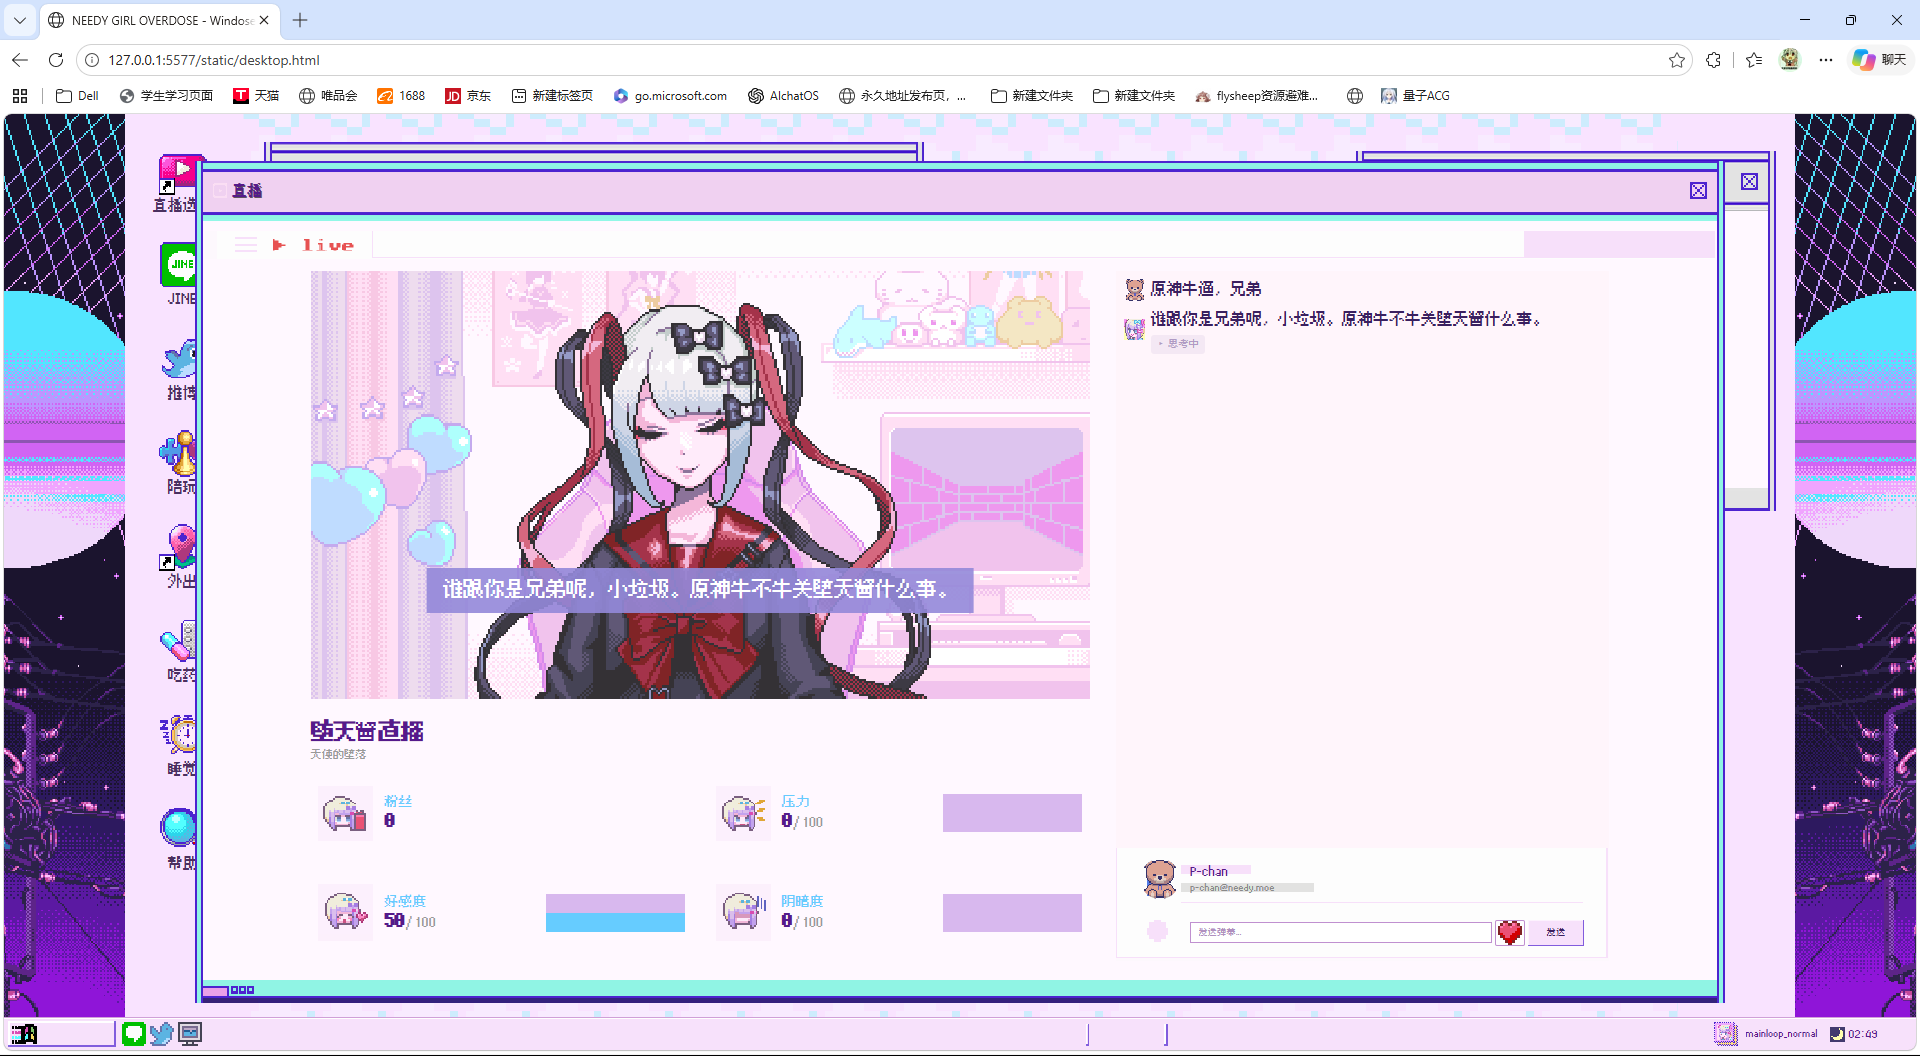 NEEDY GIRL OVERDOSE - Windose
127.0.0.1:5577/static/desktop.html
聊天
Dell
学生学习页面
天猫
唯品会
1688
京东
新建标签页
go.microsoft.com
AIchatOS
永久地址发布页，...
新建文件夹
新建文件夹
flysheep资源避难...
量子ACG
直播选
JINE
JINE
推博
陪玩
外出
吃药
睡觉
帮助
直播
live
原神牛逼，兄弟
谁跟你是兄弟呢，小垃圾。原神牛不牛关堕天酱什么事。
思考中
谁跟你是兄弟呢，小垃圾。原神牛不牛关堕天酱什么事。
堕天酱直播
天使的堕落
粉丝
0
压力
0/ 100
好感度
50/ 100
阴暗度
0/ 100
P-chan
p-chan@needy.moe
发送弹幕...
发送
mainloop_normal
02:49